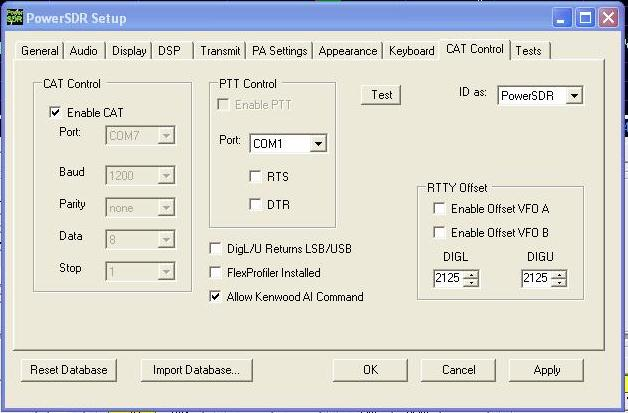 Power SDR
PowerSDR Setup
General Audio Display DSP Transmit PA Settings Appearance Keyboard CAT Control Tests
CAT Control
Enable CAT
Port: COM7
Baud 1200
Parity none
Data 8
Stop 1
PTT Control
Enable PTT
Port: COM1
RTS
DTR
Test
ID as: PowerSDR
DigL/U Returns LSB/USB
FlexProfiler Installed
Allow Kenwood AI Command
RTTY Offset
Enable Offset VFO A
Enable Offset VFO B
DIGL DIGU
2125 2125
Reset Database Import Database... OK Cancel Apply